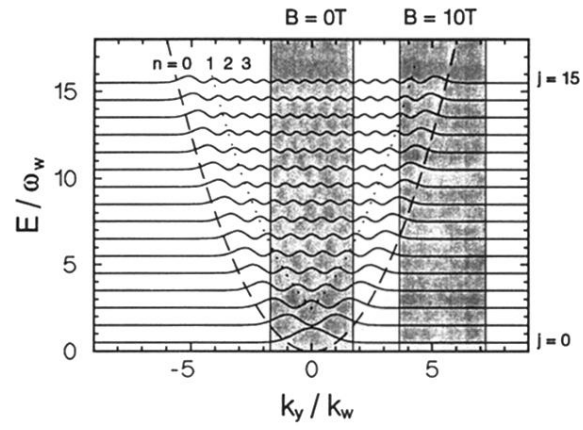 B = 0T B = 10T
n = 0 1 2 3
j = 15
15
10
5
0
j = 0
E / ω_w
-5 0 5
k_y / k_w